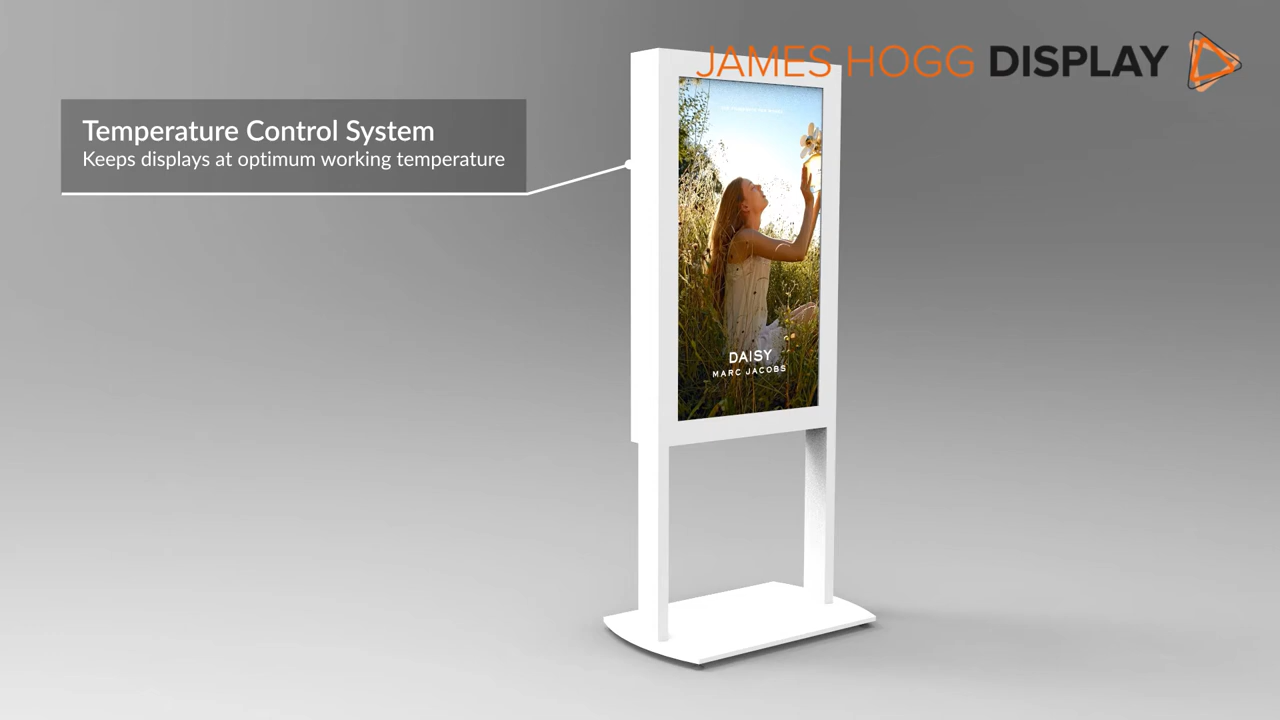 JAMES HOGG DISPLAY
Temperature Control System
Keeps displays at optimum working temperature
DAISY
MARC JACOBS